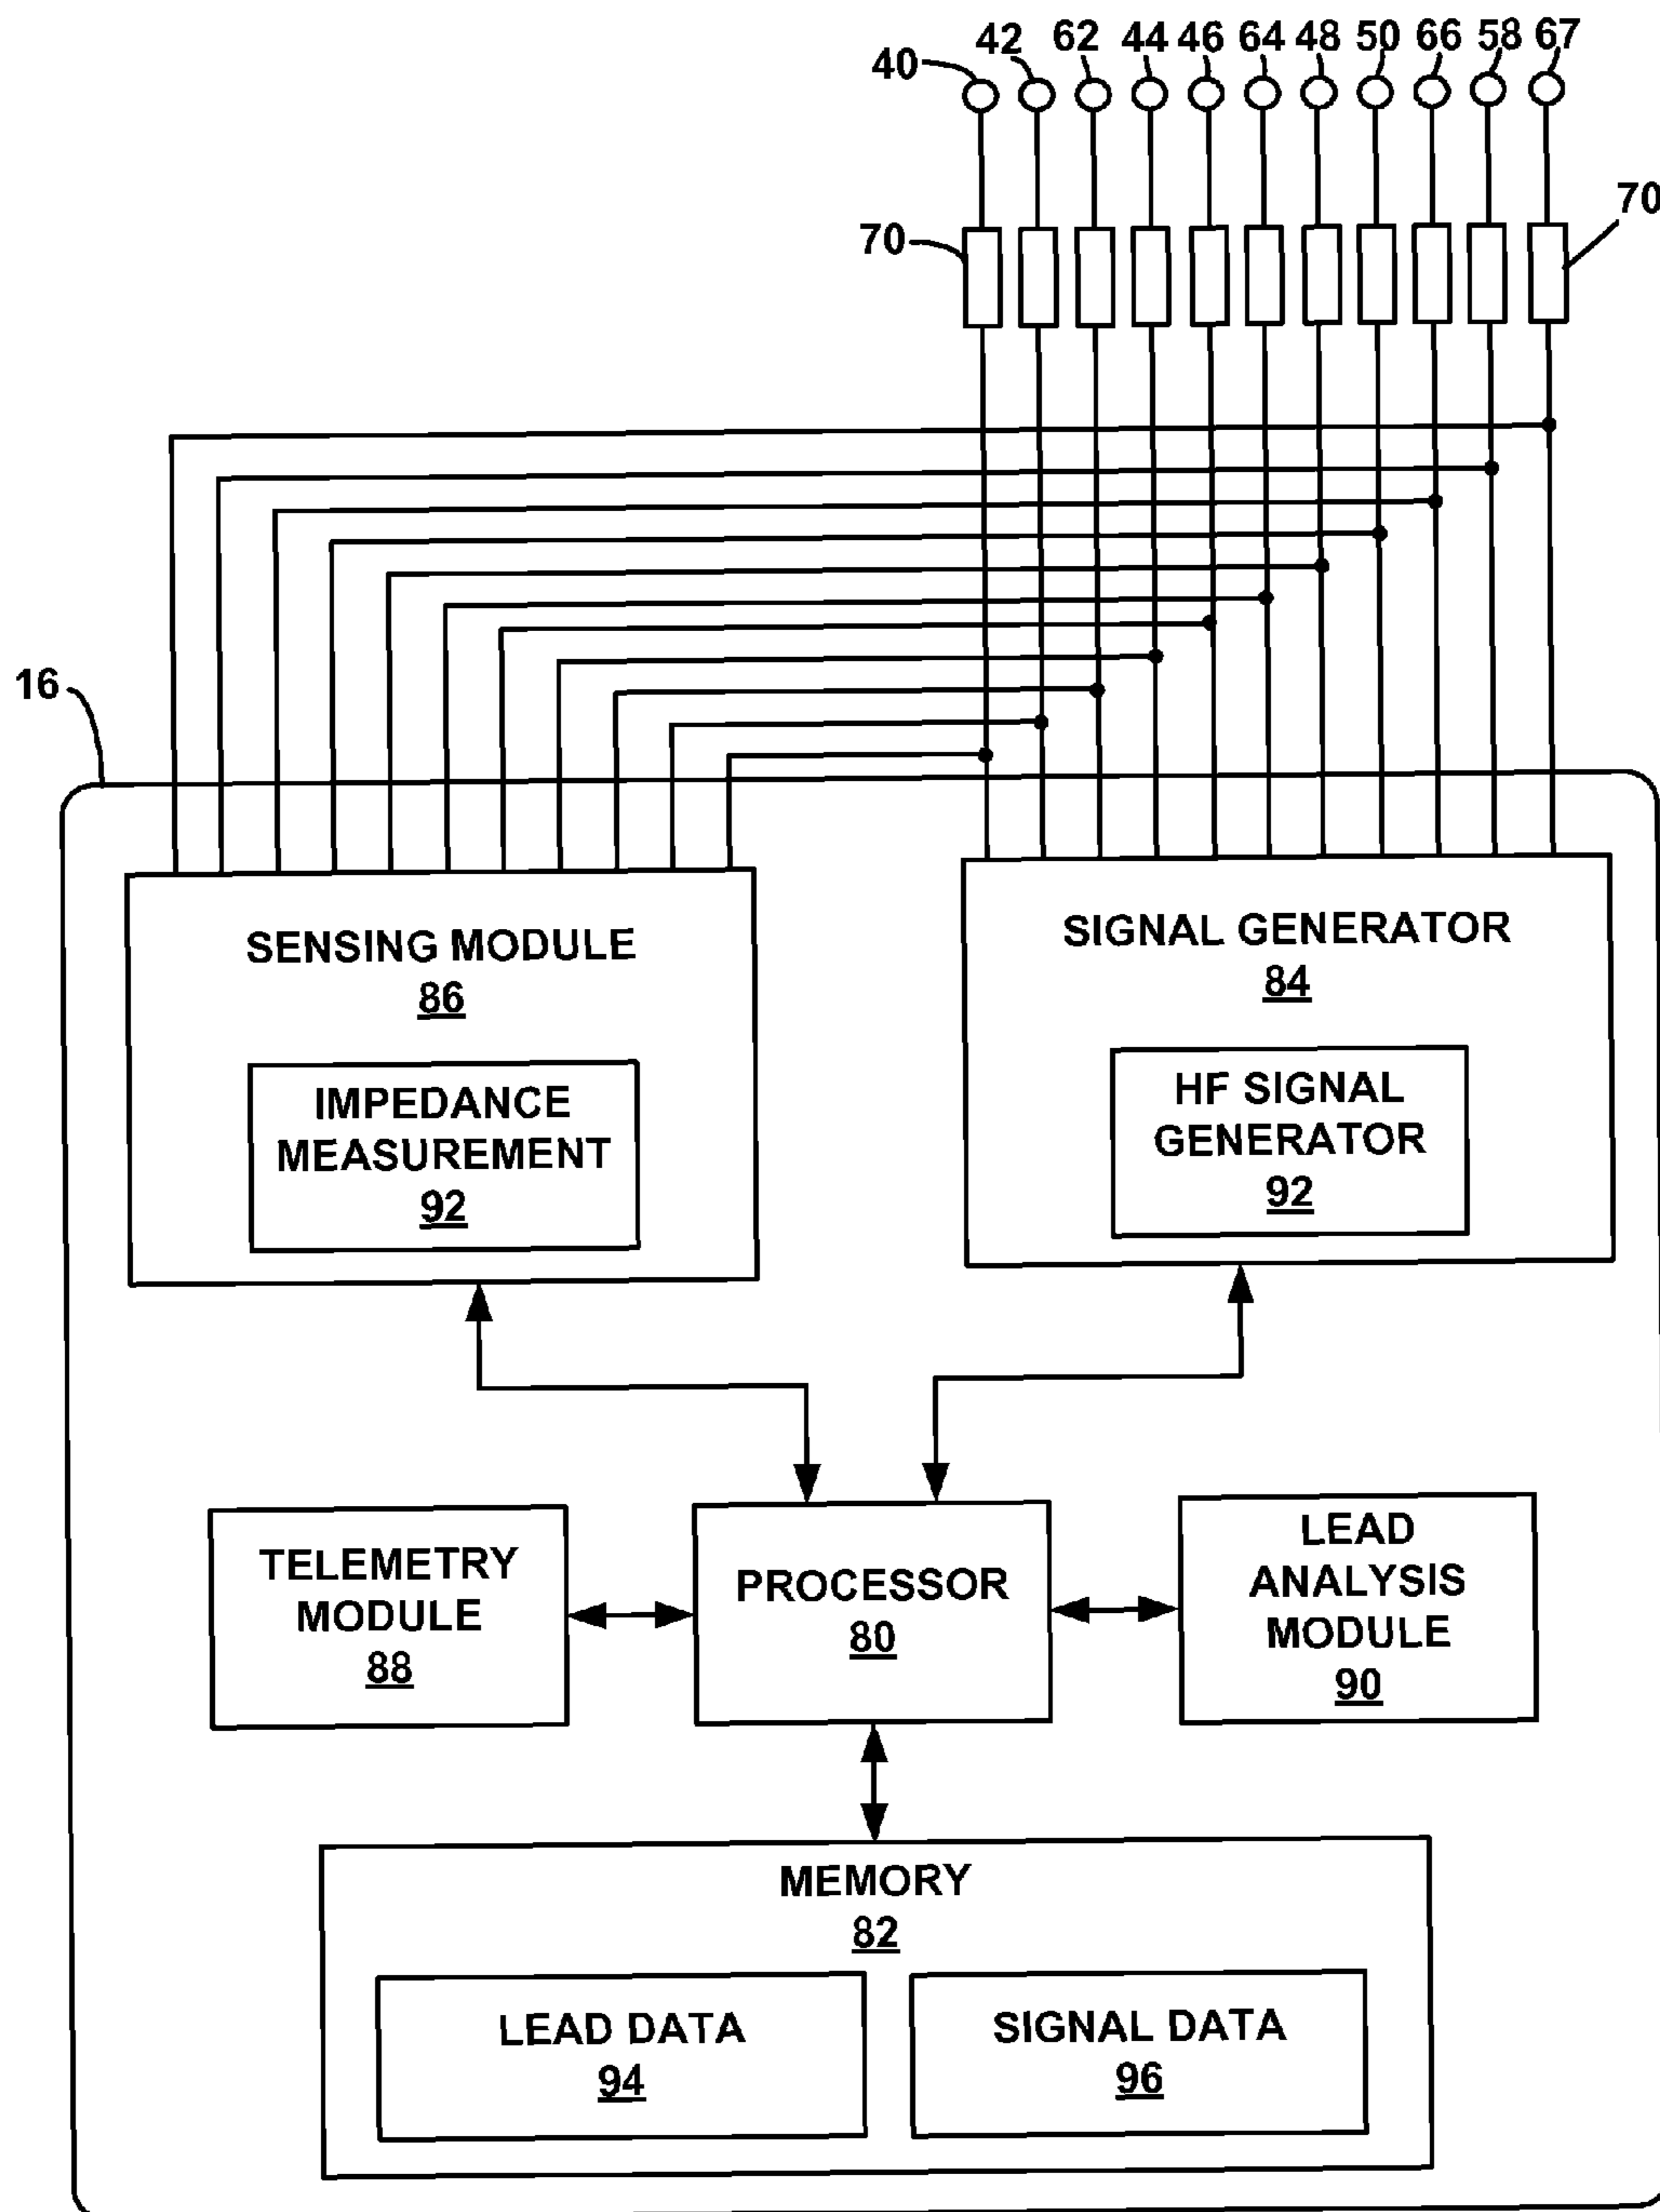 40 42 62 44 46 64 48 50 66 58 67
70 70
16
SENSING MODULE
86
IMPEDANCE
MEASUREMENT
92
SIGNAL GENERATOR
84
HF SIGNAL
GENERATOR
92
TELEMETRY
MODULE
88
PROCESSOR
80
LEAD
ANALYSIS
MODULE
90
MEMORY
82
LEAD DATA
94
SIGNAL DATA
96